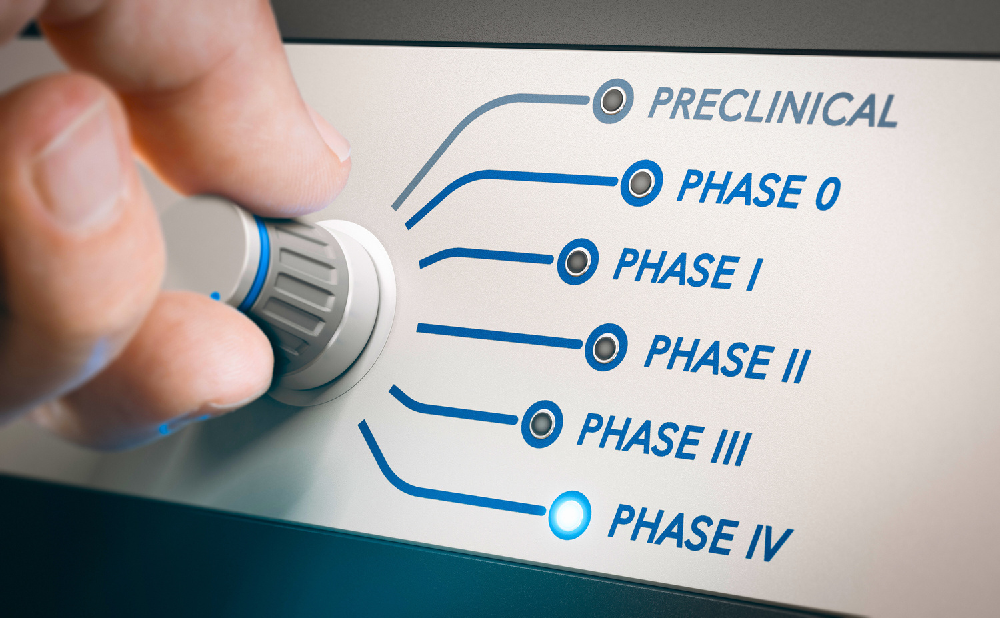 PRECLINICAL
PHASE 0
PHASE I
PHASE II
PHASE III
PHASE IV